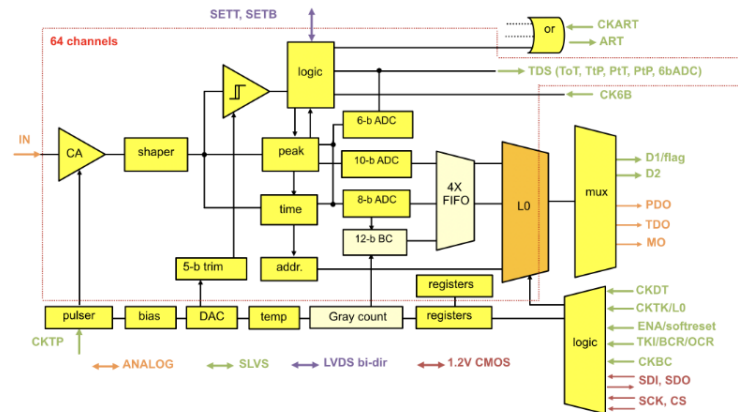 SETT, SETB
64 channels
or
CKART
ART
logic
TDS (ToT, TtP, PtT, PtP, 6bADC)
CK6B
6-b ADC
IN
CA
shaper
peak
10-b ADC
4X
FIFO
L0
mux
D1/flag
D2
PDO
TDO
MO
time
8-b ADC
12-b BC
5-b trim
addr.
registers
pulser
bias
DAC
temp
Gray count
registers
logic
CKDT
CKTK/L0
ENA/softreset
TKI/BCR/OCR
CKBC
SDI, SDO
SCK, CS
CKTP
ANALOG
SLVS
LVDS bi-dir
1.2V CMOS